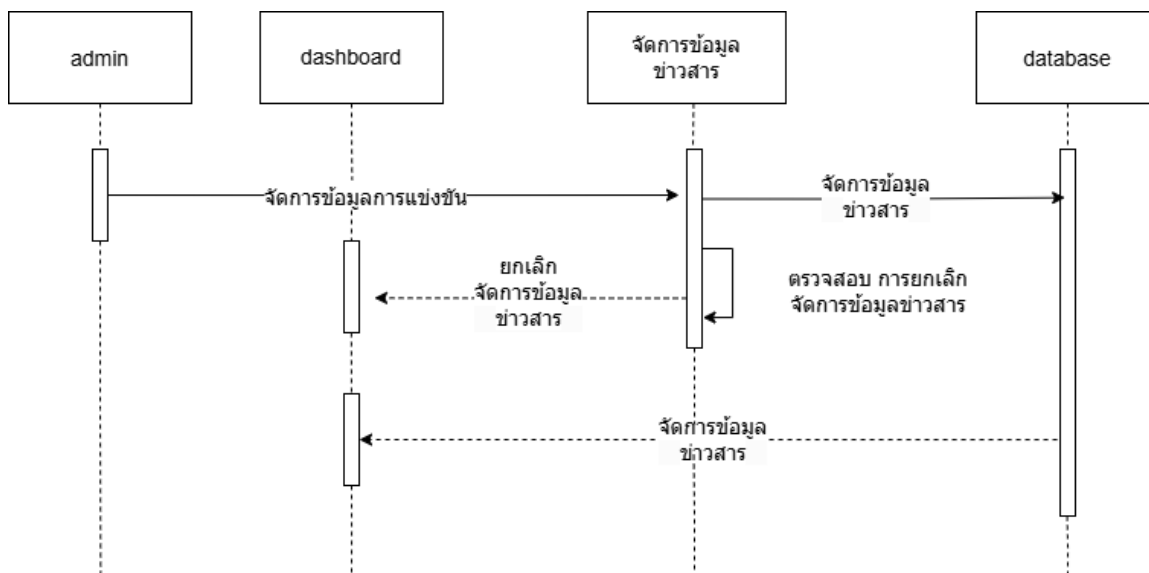 admin
dashboard
จัดการข้อมูล
ข่าวสาร
database
จัดการข้อมูลการแข่งขัน
จัดการข้อมูล
ข่าวสาร
ยกเลิก
จัดการข้อมูล
ข่าวสาร
ตรวจสอบ การยกเลิก
จัดการข้อมูลข่าวสาร
จัดการข้อมูล
ข่าวสาร